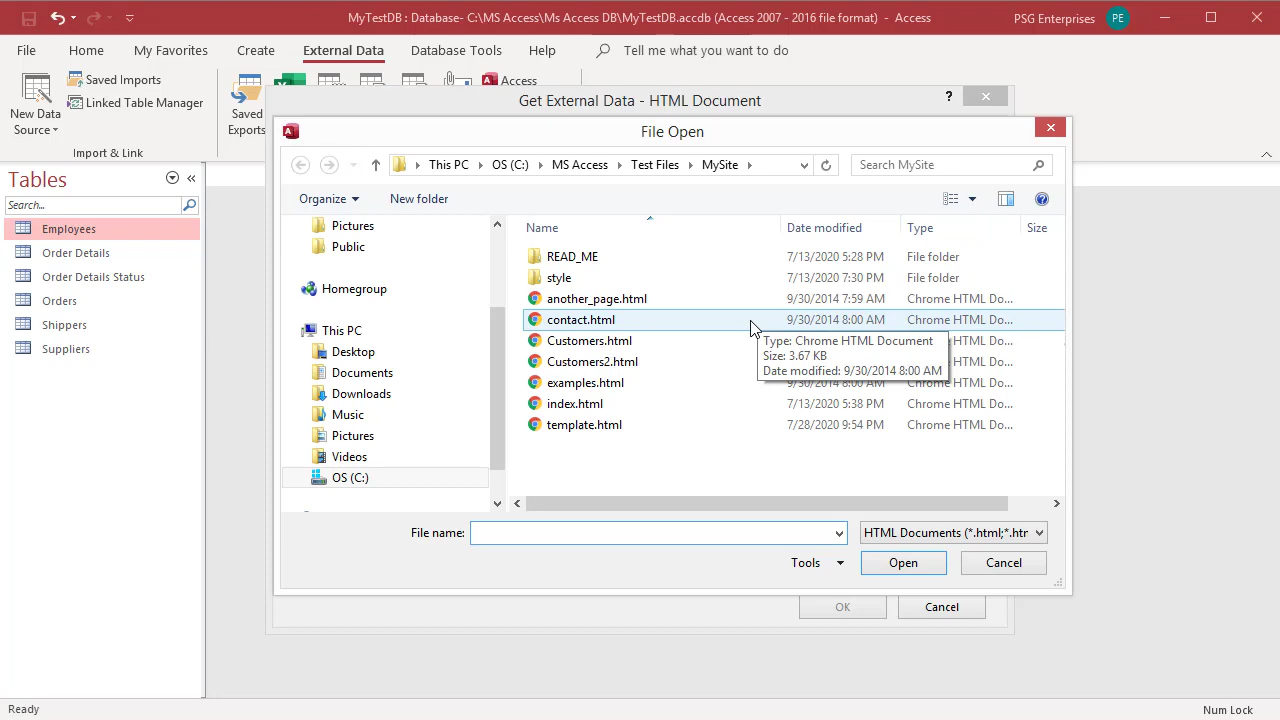 MyTestDB : Database- C:\MS Access\Ms Access DB\MyTestDB.accdb (Access 2007 - 2016 file format) - Access
PSG Enterprises PE
File Home My Favorites Create External Data Database Tools Help Tell me what you want to do
New Data Source
Saved Imports
Linked Table Manager
Saved Exports
Access
Import & Link
Get External Data - HTML Document ?
File Open
This PC OS (C:) MS Access Test Files MySite
Search MySite
Organize New folder
Tables
Search...
Employees
Order Details
Order Details Status
Orders
Shippers
Suppliers
Pictures
Public
Homegroup
This PC
Desktop
Documents
Downloads
Music
Pictures
Videos
OS (C:)
Name Date modified Type Size
READ_ME 7/13/2020 5:28 PM File folder
style 7/13/2020 7:30 PM File folder
another_page.html 9/30/2014 7:59 AM Chrome HTML Do...
contact.html 9/30/2014 8:00 AM Chrome HTML Do...
Customers.html
Customers2.html
examples.html 9/30/2014 8:00 AM Chrome HTML Do...
index.html 7/13/2020 5:38 PM Chrome HTML Do...
template.html 7/28/2020 9:54 PM Chrome HTML Do...
Type: Chrome HTML Document
Size: 3.67 KB
Date modified: 9/30/2014 8:00 AM
File name:
HTML Documents (*.html;*.htr
Tools Open Cancel
OK Cancel
Ready
Num Lock